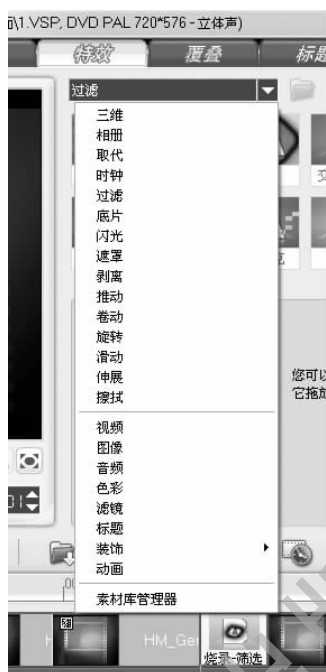 \1.VSP, DVD PAL 720*576 - 立体声)
特效 覆叠 标题
过滤
三维
相册
取代
时钟
过滤
底片
闪光
遮罩
剥离
推动
卷动
旋转
滑动
伸展
擦拭
您可以
它拖放
视频
图像
音频
色彩
滤镜
标题
装饰
动画
素材库管理器
HM_Ge
烧录-筛选